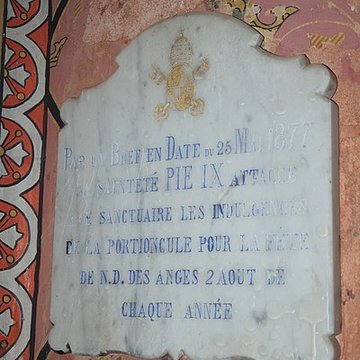 PAR UN BREF EN DATE DU 25 MAI 1877
SA SAINTETÉ PIE IX ATTACHE
À CE SANCTUAIRE LES INDULGENCES
DE LA PORTIONCULE POUR LA FÊTE
DE N.D. DES ANGES 2 AOUT DE
CHAQUE ANNÉE